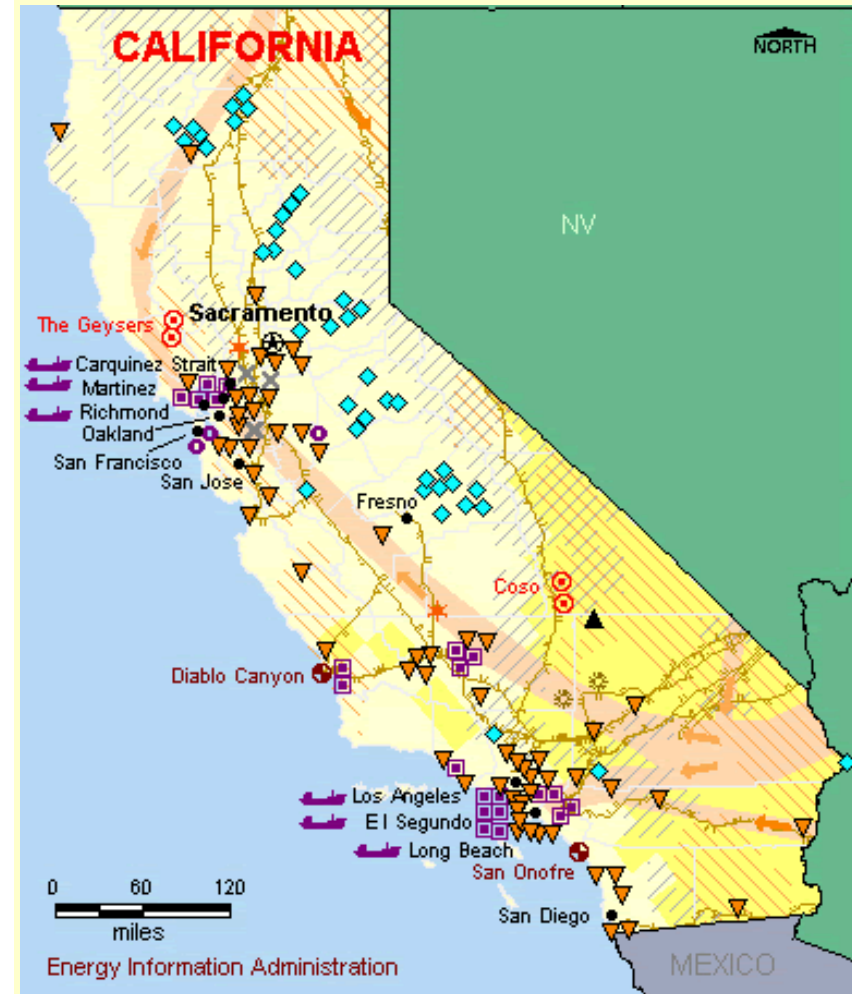 CALIFORNIA
NORTH
NV
Sacramento
The Geysers
Carquinez Strait
Martinez
Richmond
Oakland
San Francisco
San Jose
Fresno
Coso
Diablo Canyon
Los Angeles
El Segundo
Long Beach
San Onofre
San Diego
0 60 120
miles
Energy Information Administration
MEXICO